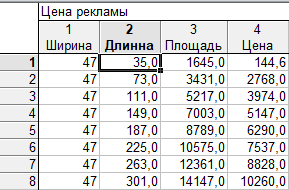 Цена рекламы
1 2 3 4
Ширина Длинна Площадь Цена
1 47 35,0 1645,0 144,6
2 47 73,0 3431,0 2768,0
3 47 111,0 5217,0 3974,0
4 47 149,0 7003,0 5147,0
5 47 187,0 8789,0 6290,0
6 47 225,0 10575,0 7537,0
7 47 263,0 12361,0 8828,0
8 47 301,0 14147,0 10260,0